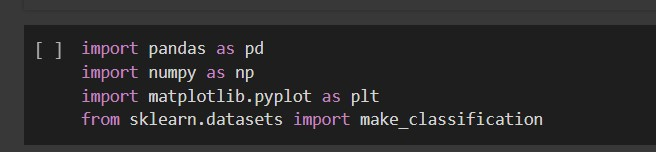 [ ] import pandas as pd
import numpy as np
import matplotlib.pyplot as plt
from sklearn.datasets import make_classification